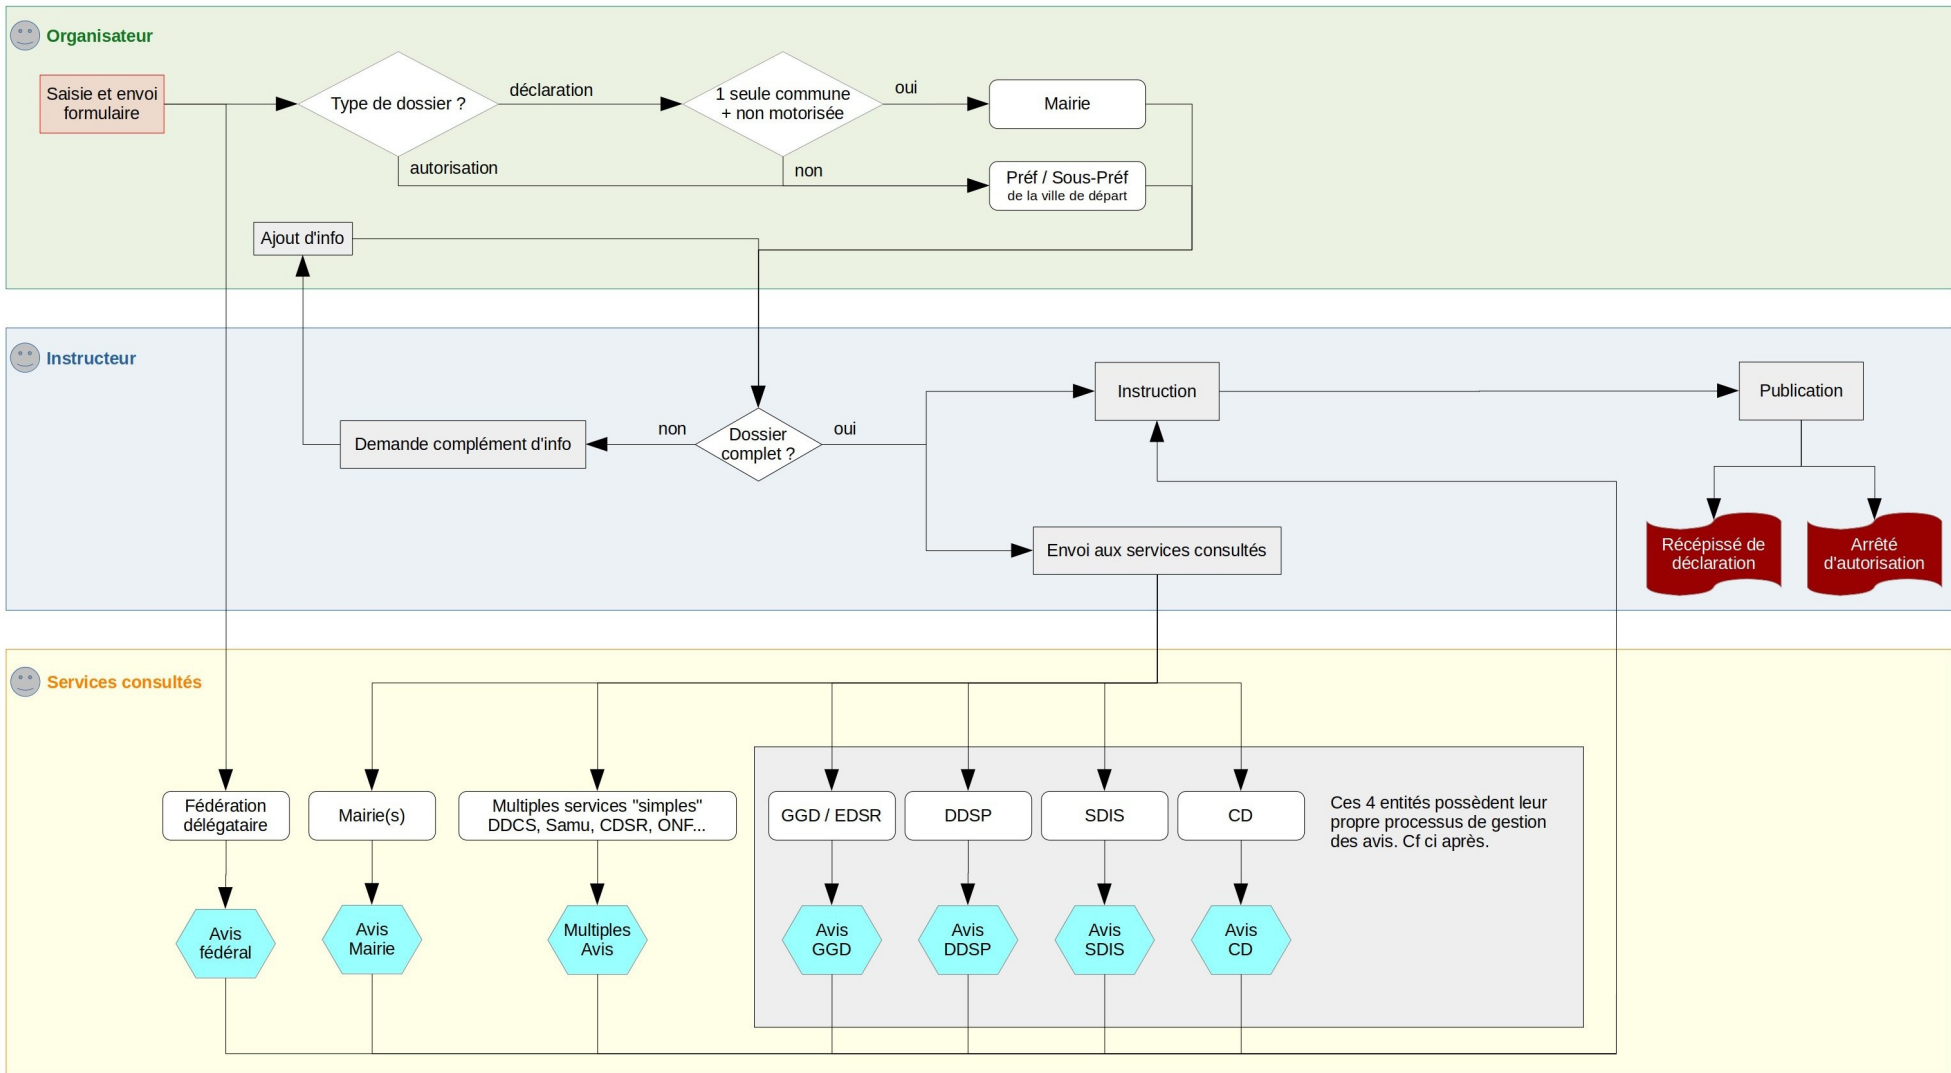 Organisateur
Saisie et envoi
formulaire
Type de dossier ?
déclaration
1 seule commune
+ non motorisée
oui
Mairie
autorisation
non
Préf / Sous-Préf
de la ville de départ
Ajout d'info
Instructeur
Demande complément d'info
non
Dossier
complet ?
oui
Instruction
Publication
Envoi aux services consultés
Récépissé de
déclaration
Arrêté
d'autorisation
Services consultés
Fédération
délégataire
Mairie(s)
Multiples services "simples"
DDCS, Samu, CDSR, ONF...
GGD / EDSR
DDSP
SDIS
CD
Ces 4 entités possèdent leur
propre processus de gestion
des avis. Cf ci après.
Avis
fédéral
Avis
Mairie
Multiples
Avis
Avis
GGD
Avis
DDSP
Avis
SDIS
Avis
CD